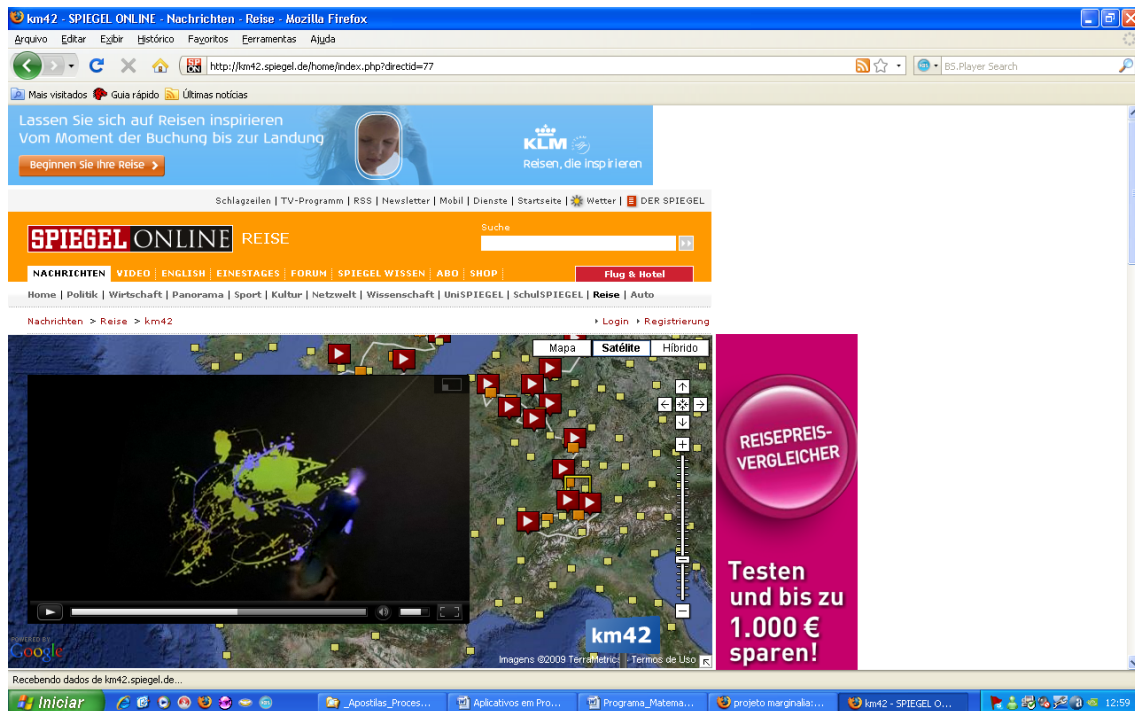 km42 - SPIEGEL ONLINE - Nachrichten - Reise - Mozilla Firefox
Arquivo Editar Exibir Histórico Favoritos Ferramentas Ajuda
http://km42.spiegel.de/home/index.php?directid=77
BS.Player Search
Mais visitados Guia rápido Últimas notícias
Lassen Sie sich auf Reisen inspirieren
Vom Moment der Buchung bis zur Landung
Beginnen Sie Ihre Reise >
KLM
Reisen, die inspirieren
Schlagzeilen | TV-Programm | RSS | Newsletter | Mobil | Dienste | Startseite | Wetter | DER SPIEGEL
SPIEGEL ONLINE REISE
Suche
NACHRICHTEN VIDEO ENGLISH EINESTAGES FORUM SPIEGEL WISSEN ABO SHOP
Flug & Hotel
Home | Politik | Wirtschaft | Panorama | Sport | Kultur | Netzwelt | Wissenschaft | UniSPIEGEL | SchulSPIEGEL | Reise | Auto
Nachrichten > Reise > km42
Login Registrierung
Mapa Satélite Híbrido
REISEPREIS-
VERGLEICHER
Testen
und bis zu
1.000 €
sparen!
km42
POWERED BY
Google
Imagens ©2009 TerraMetrics - Termos de Uso
Recebendo dados de km42.spiegel.de...
Iniciar
_Apostilas_Proces...
Aplicativos em Pro...
Programa_Matema...
projeto marginalia:...
km42 - SPIEGEL O...
12:59